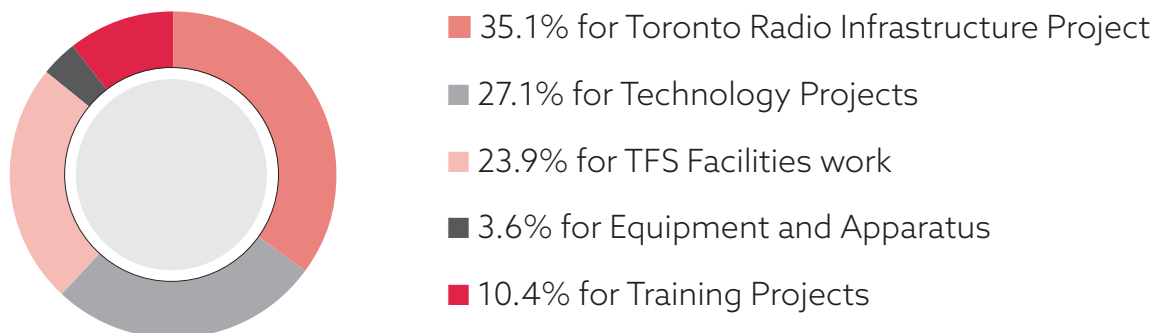 35.1% for Toronto Radio Infrastructure Project
27.1% for Technology Projects
23.9% for TFS Facilities work
3.6% for Equipment and Apparatus
10.4% for Training Projects